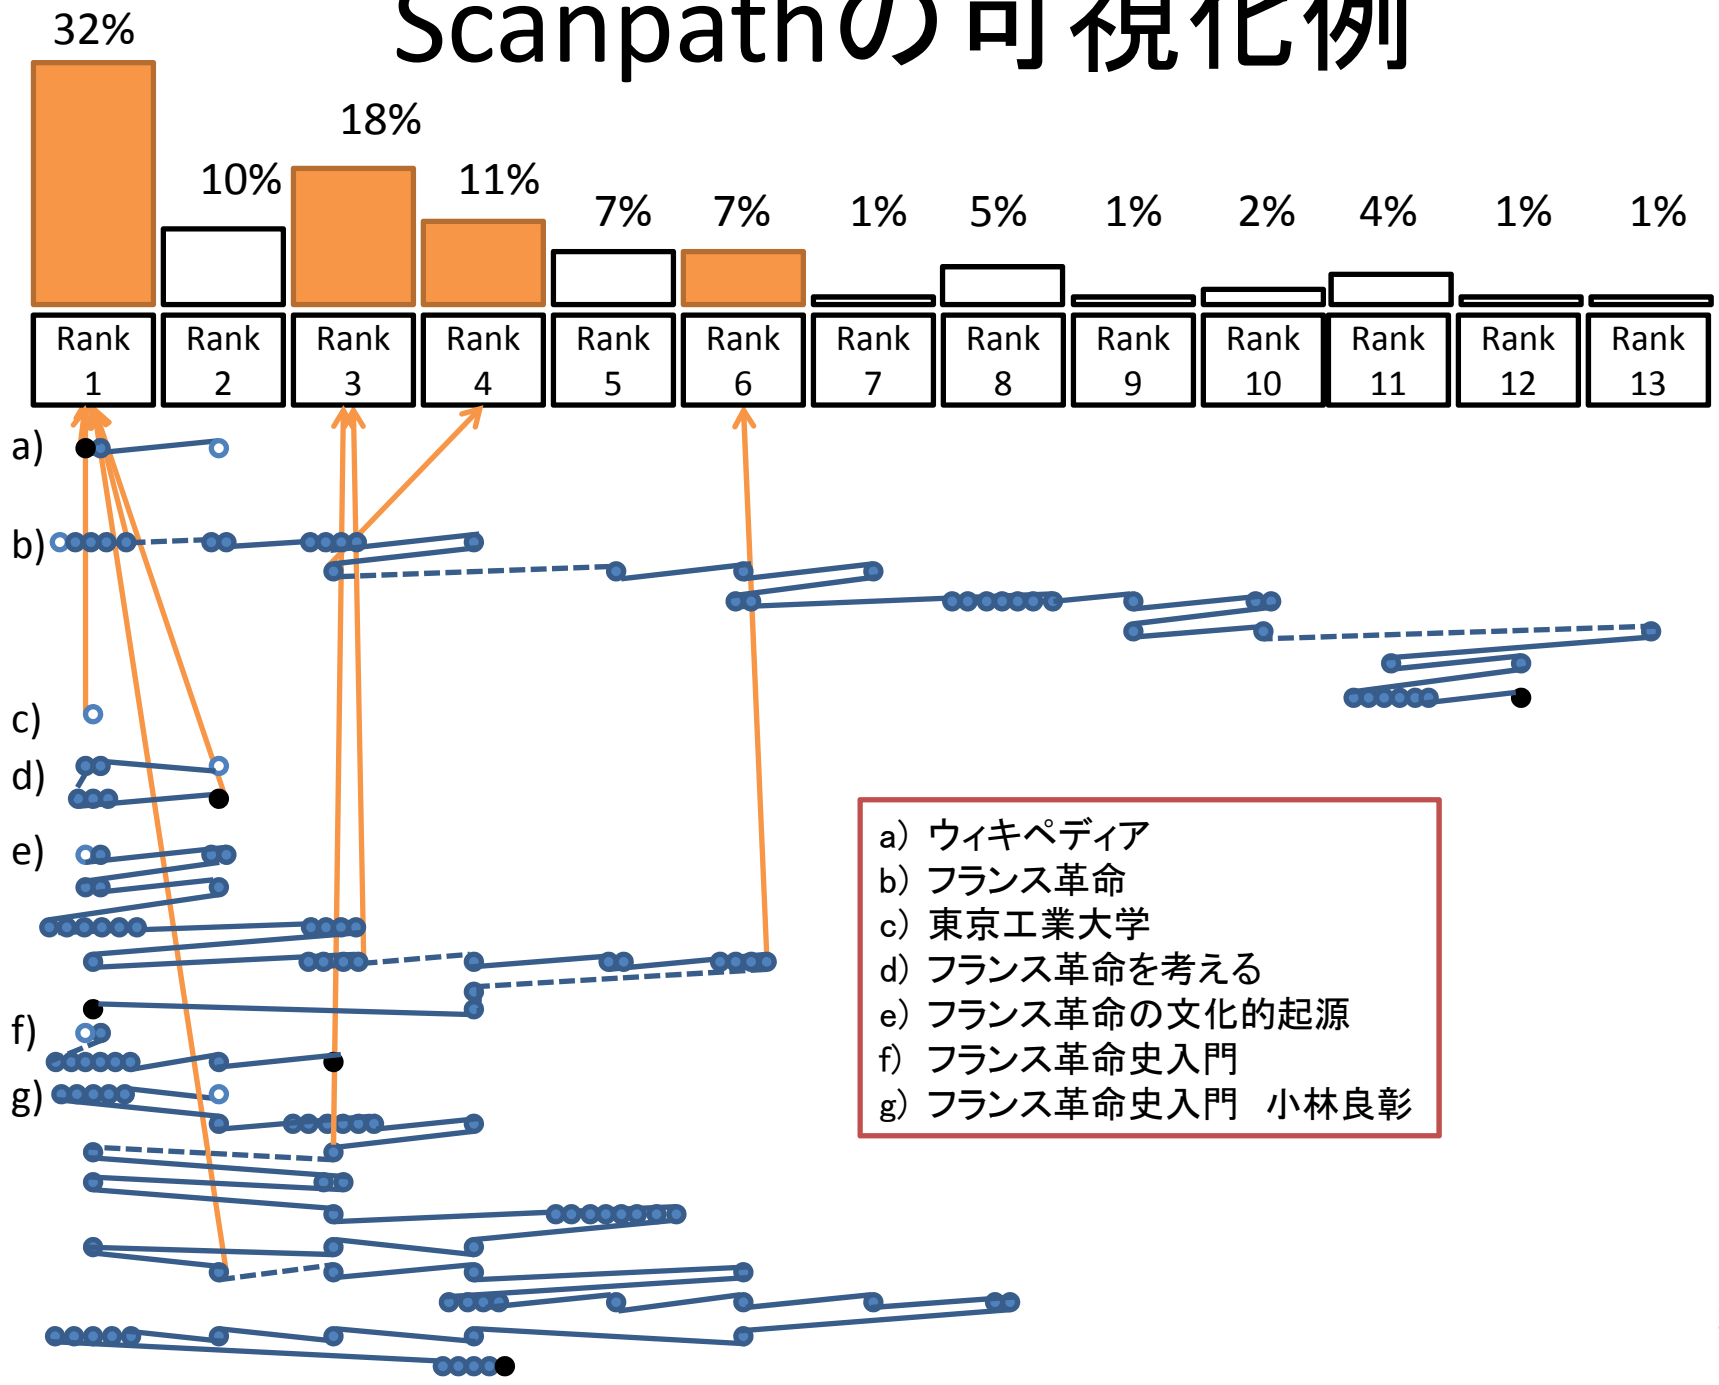 Scanpathの可視化例
32%
10%
18%
11%
7%
7%
1%
5%
1%
2%
4%
1%
1%
Rank 1
Rank 2
Rank 3
Rank 4
Rank 5
Rank 6
Rank 7
Rank 8
Rank 9
Rank 10
Rank 11
Rank 12
Rank 13
a)
b)
c)
d)
e)
f)
g)
a) ウィキペディア
b) フランス革命
c) 東京工業大学
d) フランス革命を考える
e) フランス革命の文化的起源
f) フランス革命史入門
g) フランス革命史入門 小林良彰